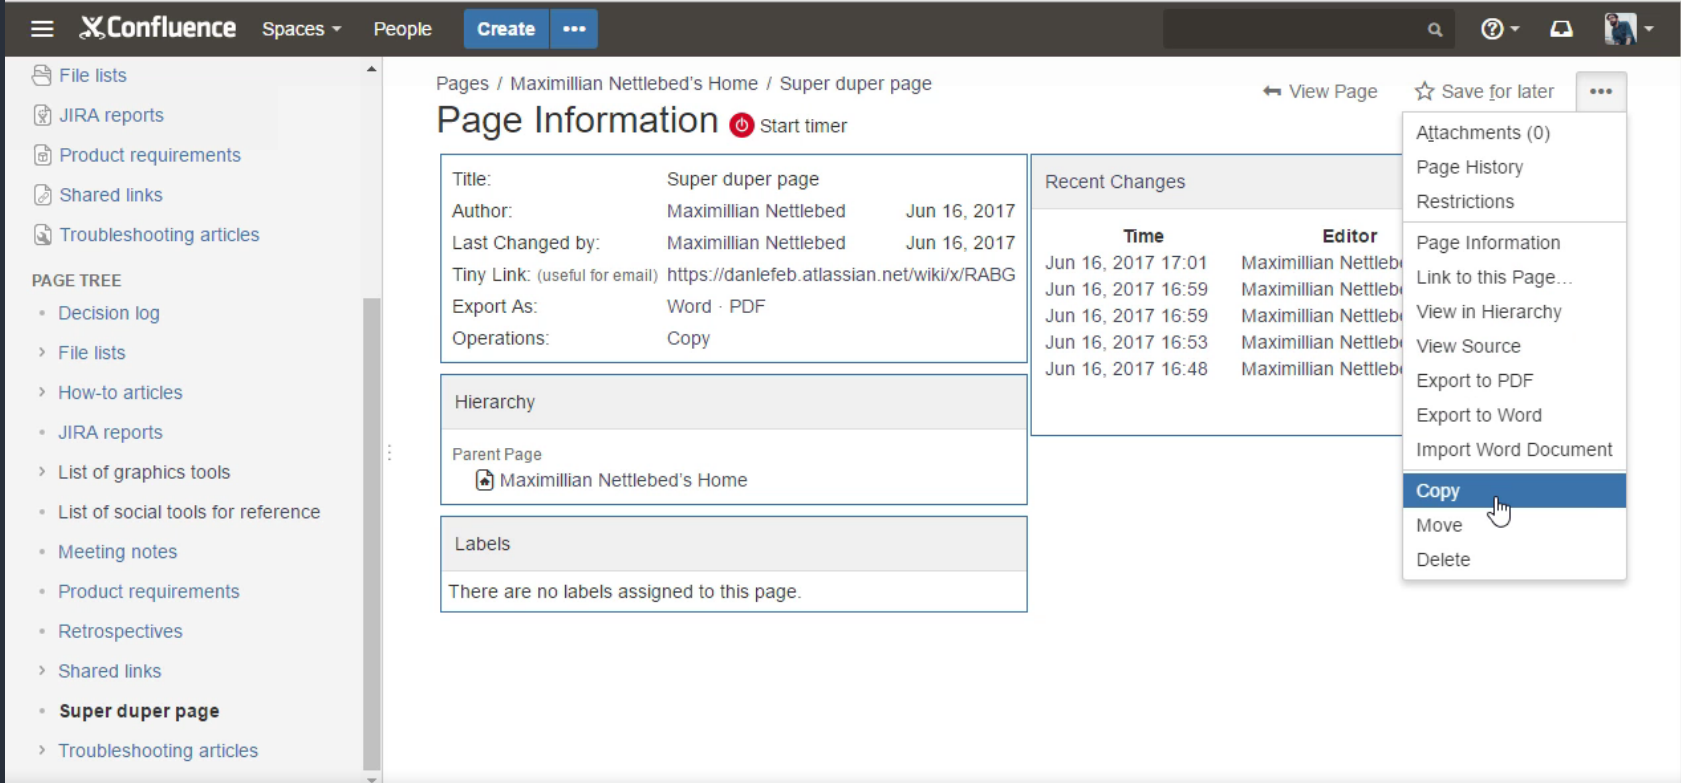 Confluence Spaces People Create
File lists
JIRA reports
Product requirements
Shared links
Troubleshooting articles
PAGE TREE
Decision log
File lists
How-to articles
JIRA reports
List of graphics tools
List of social tools for reference
Meeting notes
Product requirements
Retrospectives
Shared links
Super duper page
Troubleshooting articles
Pages / Maximillian Nettlebed's Home / Super duper page
View Page Save for later
Page Information Start timer
Title: Super duper page
Author: Maximillian Nettlebed Jun 16, 2017
Last Changed by: Maximillian Nettlebed Jun 16, 2017
Tiny Link: (useful for email) https://danlefeb.atlassian.net/wiki/x/RABG
Export As: Word · PDF
Operations: Copy
Hierarchy
Parent Page
Maximillian Nettlebed's Home
Labels
There are no labels assigned to this page.
Recent Changes
Time Editor
Jun 16, 2017 17:01 Maximillian Nettleb
Jun 16, 2017 16:59 Maximillian Nettleb
Jun 16, 2017 16:59 Maximillian Nettleb
Jun 16, 2017 16:53 Maximillian Nettleb
Jun 16, 2017 16:48 Maximillian Nettleb
Attachments (0)
Page History
Restrictions
Page Information
Link to this Page…
View in Hierarchy
View Source
Export to PDF
Export to Word
Import Word Document
Copy
Move
Delete